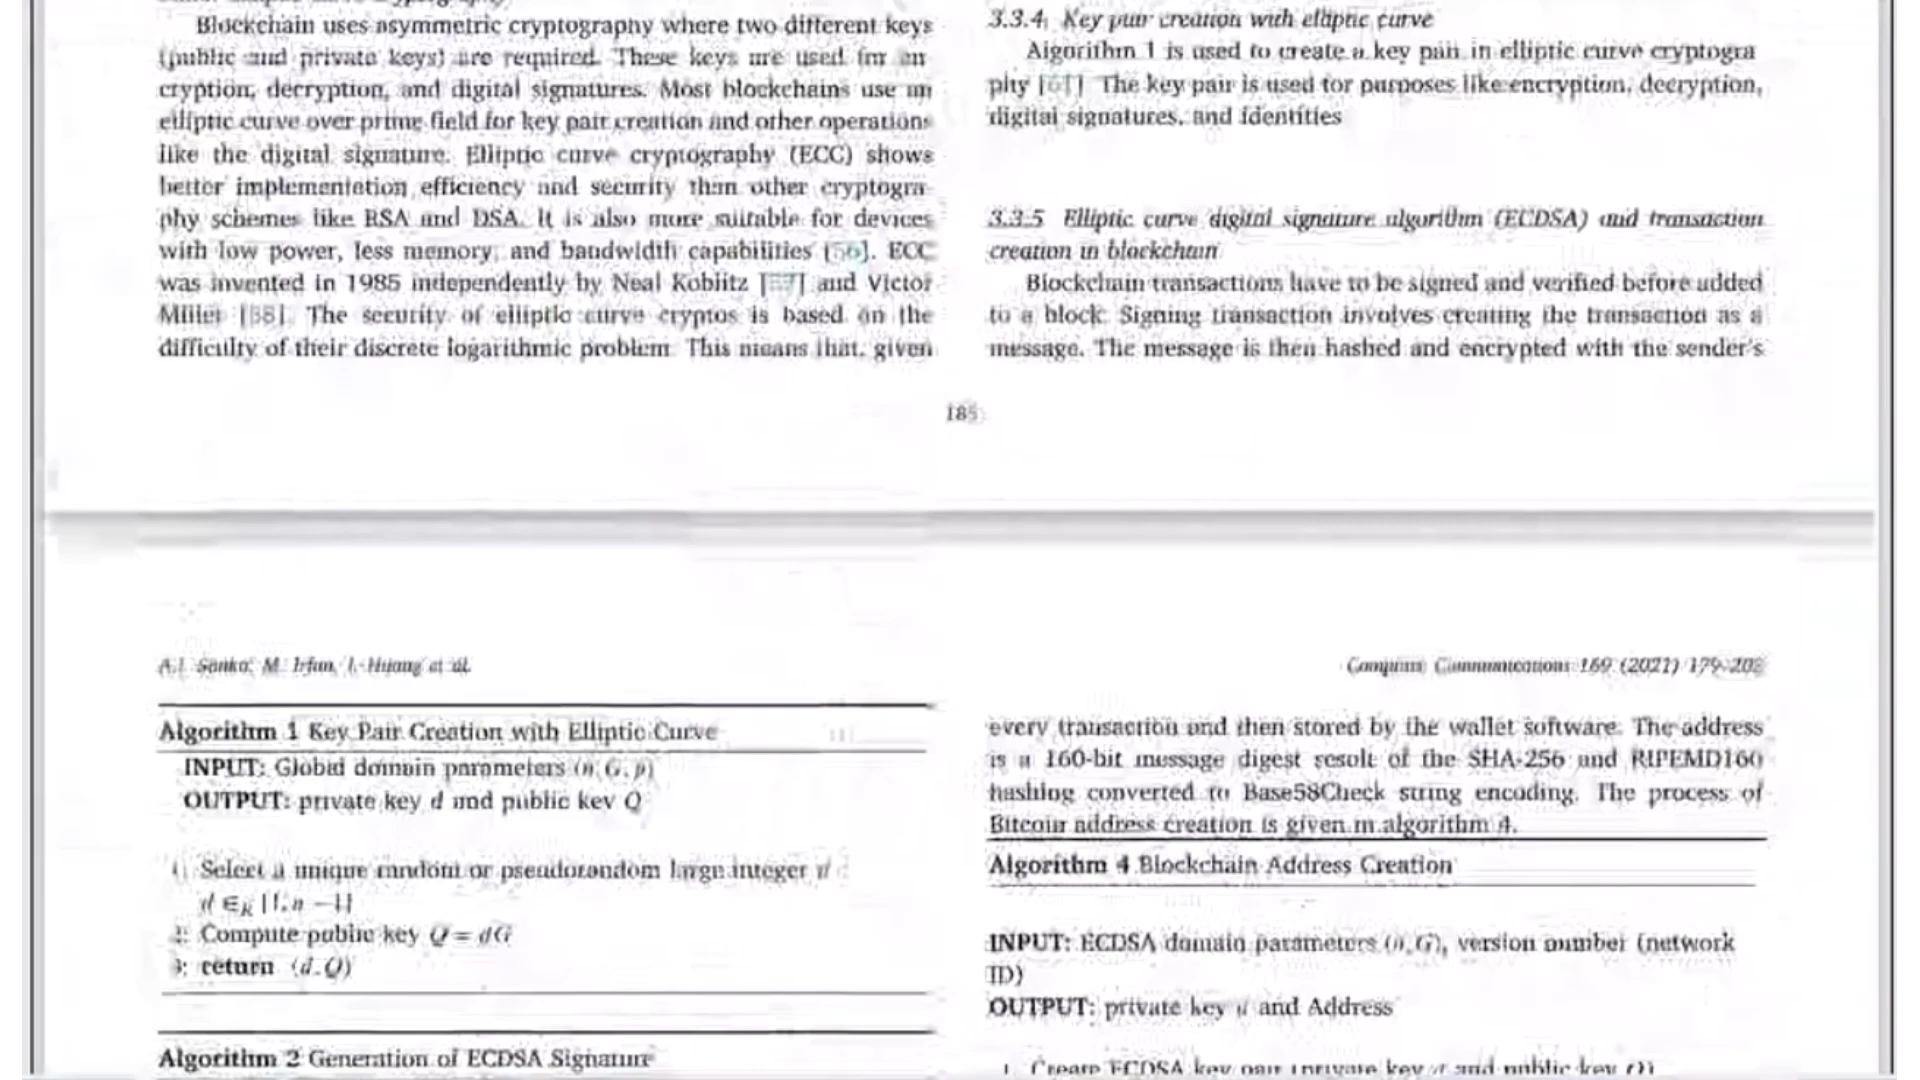 Blockchain uses asymmetric cryptography where two different keys
(public and private keys) are required. These keys are used for en
cryption, decryption, and digital signatures. Most blockchains use an
elliptic curve over prime field for key pair creation and other operations
like the digital signature. Elliptic curve cryptography (ECC) shows
better implementation efficiency and security than other cryptogra
phy schemes like RSA and DSA. It is also more suitable for devices
with low power, less memory, and bandwidth capabilities [56]. ECC
was invented in 1985 independently by Neal Koblitz [57] and Victor
Miller [58]. The security of elliptic curve cryptos is based on the
difficulty of their discrete logarithmic problem. This means that, given
3.3.4. Key pair creation with elliptic curve
Algorithm 1 is used to create a key pair in elliptic curve cryptogra
phy [61]. The key pair is used for purposes like encryption, decryption,
digital signatures, and identities
3.3.5 Elliptic curve digital signature algorithm (ECDSA) and transaction
creation in blockchain
Blockchain transactions have to be signed and verified before added
to a block. Signing transaction involves creating the transaction as a
message. The message is then hashed and encrypted with the sender's
185
A.I. Sanka, M. Irfan, I. Huang et al.
Computer Communications 169 (2021) 179-201
Algorithm 1 Key Pair Creation with Elliptic Curve
INPUT: Global domain parameters (n, G, p)
OUTPUT: private key d and public key Q
1: Select a unique random or pseudorandom large integer d
d ∈R [1, n −1]
2: Compute public key Q = dG
3: return (d, Q)
Algorithm 2 Generation of ECDSA Signature
every transaction and then stored by the wallet software. The address
is a 160-bit message digest result of the SHA-256 and RIPEMD160
hashing converted to Base58Check string encoding. The process of
Bitcoin address creation is given in algorithm 4.
Algorithm 4 Blockchain Address Creation
INPUT: ECDSA domain parameters (n, G), version number (network
ID)
OUTPUT: private key d and Address
1. Create ECDSA key pair (private key d and public key Q)